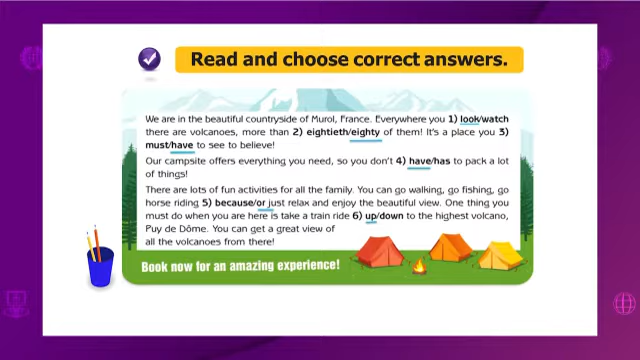 Read and choose correct answers.
We are in the beautiful countryside of Murol, France. Everywhere you 1) look/watch
there are volcanoes, more than 2) eightieth/eighty of them! It's a place you 3)
must/have to see to believe!
Our campsite offers everything you need, so you don't 4) have/has to pack a lot
of things!
There are lots of fun activities for all the family. You can go walking, go fishing, go
horse riding 5) because/or just relax and enjoy the beautiful view. One thing you
must do when you are here is take a train ride 6) up/down to the highest volcano,
Puy de Dôme. You can get a great view of
all the volcanoes from there!
Book now for an amazing experience!